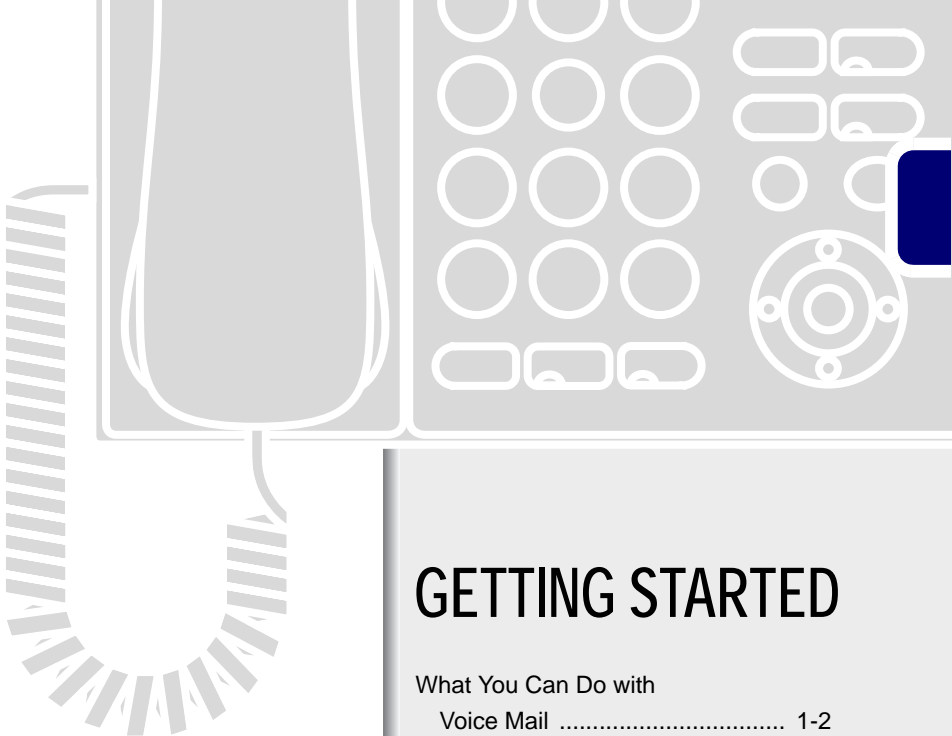 GETTING STARTED
What You Can Do with
Voice Mail .................................. 1-2